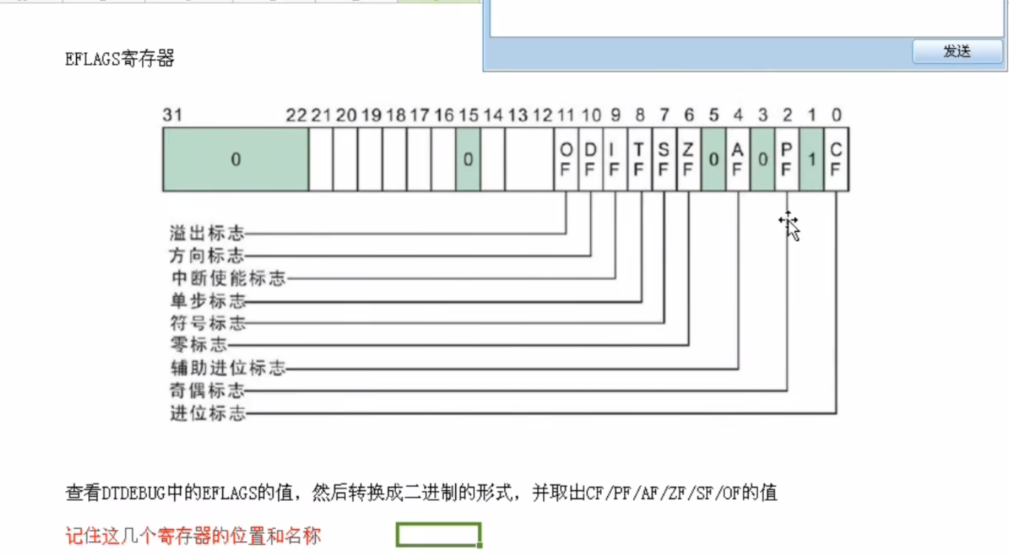 发送
EFLAGS寄存器
31 22 21 20 19 18 17 16 15 14 13 12 11 10 9 8 7 6 5 4 3 2 1 0
0 0 OF DF IF TF SF ZF 0 AF 0 PF 1 CF
溢出标志
方向标志
中断使能标志
单步标志
符号标志
零标志
辅助进位标志
奇偶标志
进位标志
查看DTDEBUG中的EFLAGS的值，然后转换成二进制的形式，并取出CF/PF/AF/ZF/SF/OF的值
记住这几个寄存器的位置和名称